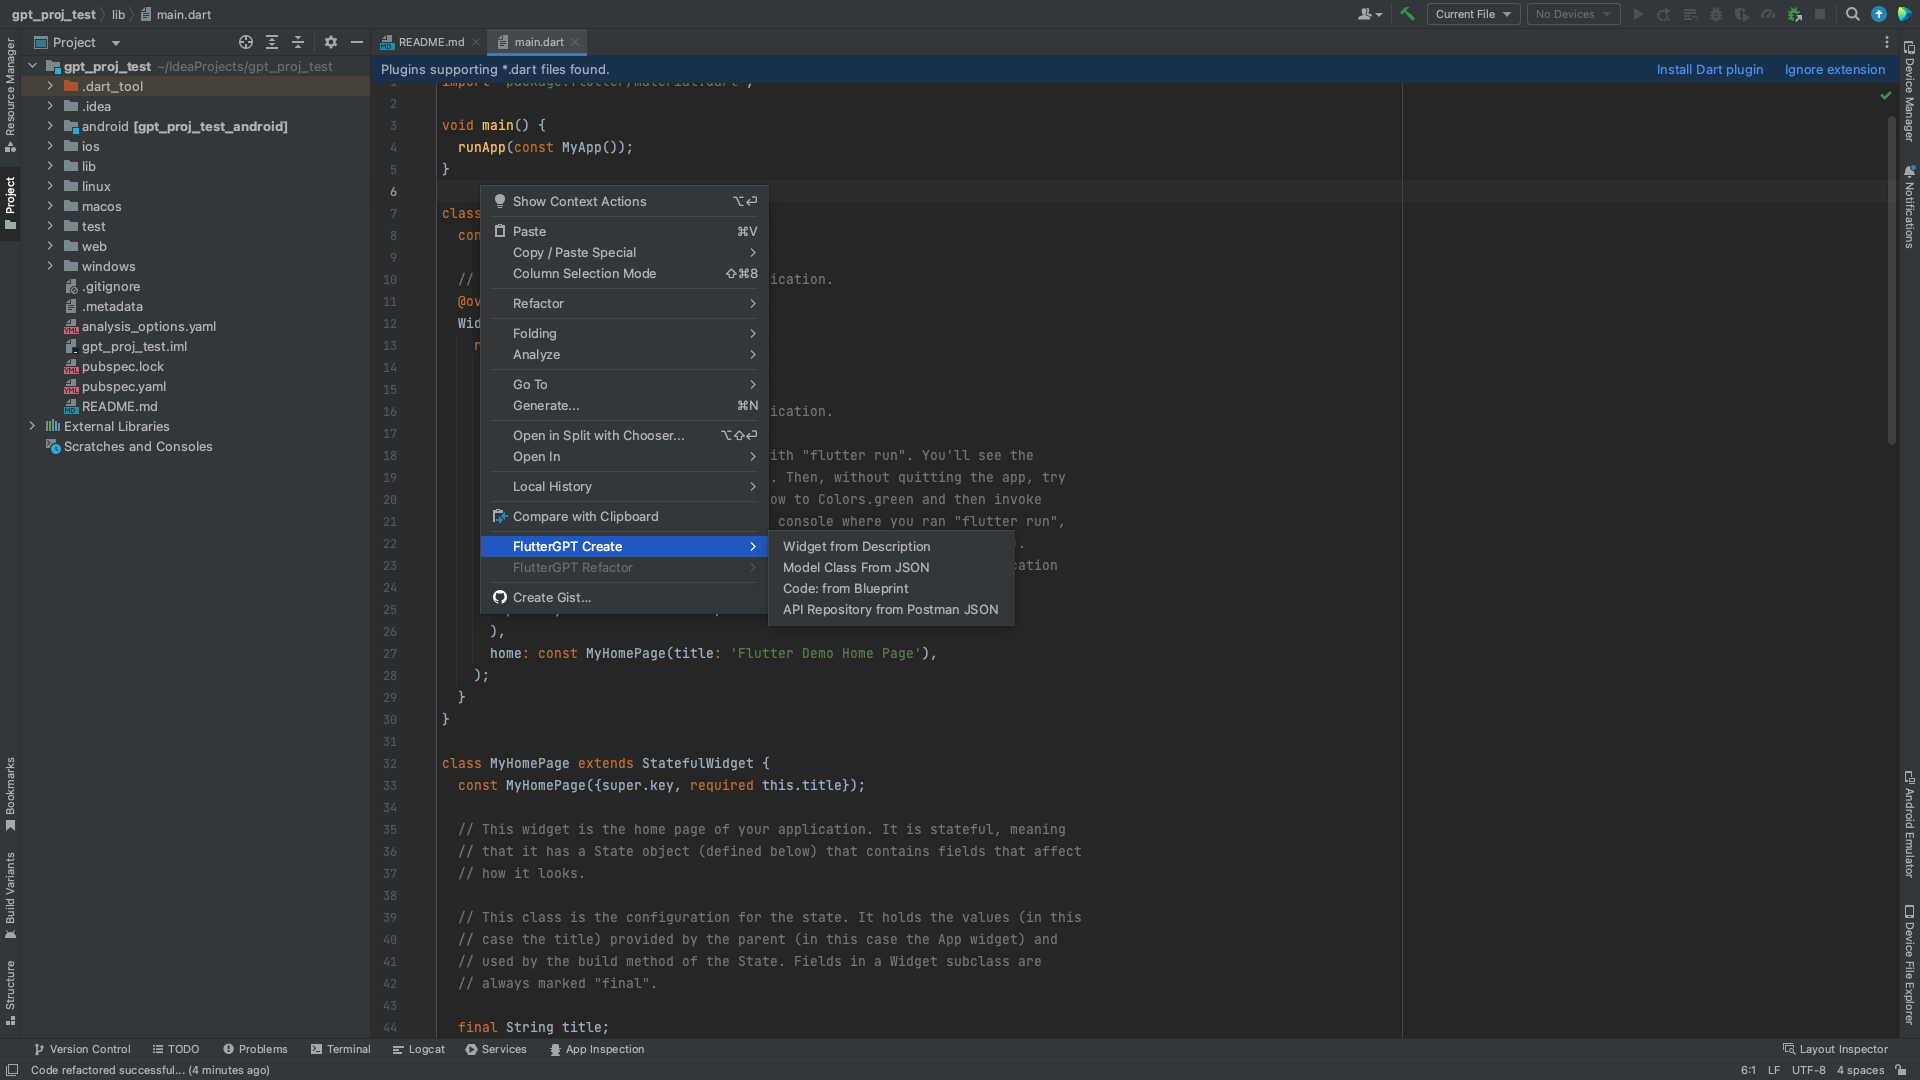 gpt_proj_test
lib
main.dart
Current File
No Devices
Project
README.md
main.dart
gpt_proj_test ~/IdeaProjects/gpt_proj_test
.dart_tool
.idea
android [gpt_proj_test_android]
ios
lib
linux
macos
test
web
windows
.gitignore
.metadata
analysis_options.yaml
gpt_proj_test.iml
pubspec.lock
pubspec.yaml
README.md
External Libraries
Scratches and Consoles
Resource Manager
Project
Bookmarks
Build Variants
Structure
Plugins supporting *.dart files found.
Install Dart plugin
Ignore extension
1 import 'package:flutter/material.dart';
2
3 void main() {
4 runApp(const MyApp());
5 }
6
7 class
8 con
9
10 // ication.
11 @ov
12 Wid
13 r
14
15
16 ication.
17
18 ith "flutter run". You'll see the
19 . Then, without quitting the app, try
20 ow to Colors.green and then invoke
21 console where you ran "flutter run",
22 .
23 cation
24
25
26 ),
27 home: const MyHomePage(title: 'Flutter Demo Home Page'),
28 );
29 }
30 }
31
32 class MyHomePage extends StatefulWidget {
33 const MyHomePage({super.key, required this.title});
34
35 // This widget is the home page of your application. It is stateful, meaning
36 // that it has a State object (defined below) that contains fields that affect
37 // how it looks.
38
39 // This class is the configuration for the state. It holds the values (in this
40 // case the title) provided by the parent (in this case the App widget) and
41 // used by the build method of the State. Fields in a Widget subclass are
42 // always marked "final".
43
44 final String title;
Show Context Actions ⌥⏎
Paste ⌘V
Copy / Paste Special
Column Selection Mode ⇧⌘8
Refactor
Folding
Analyze
Go To
Generate... ⌘N
Open in Split with Chooser... ⌥⇧⏎
Open In
Local History
Compare with Clipboard
FlutterGPT Create
FlutterGPT Refactor
Create Gist...
Widget from Description
Model Class From JSON
Code: from Blueprint
API Repository from Postman JSON
Device Manager
Notifications
Android Emulator
Device File Explorer
Version Control
TODO
Problems
Terminal
Logcat
Services
App Inspection
Layout Inspector
Code refactored successful... (4 minutes ago)
6:1 LF UTF-8 4 spaces